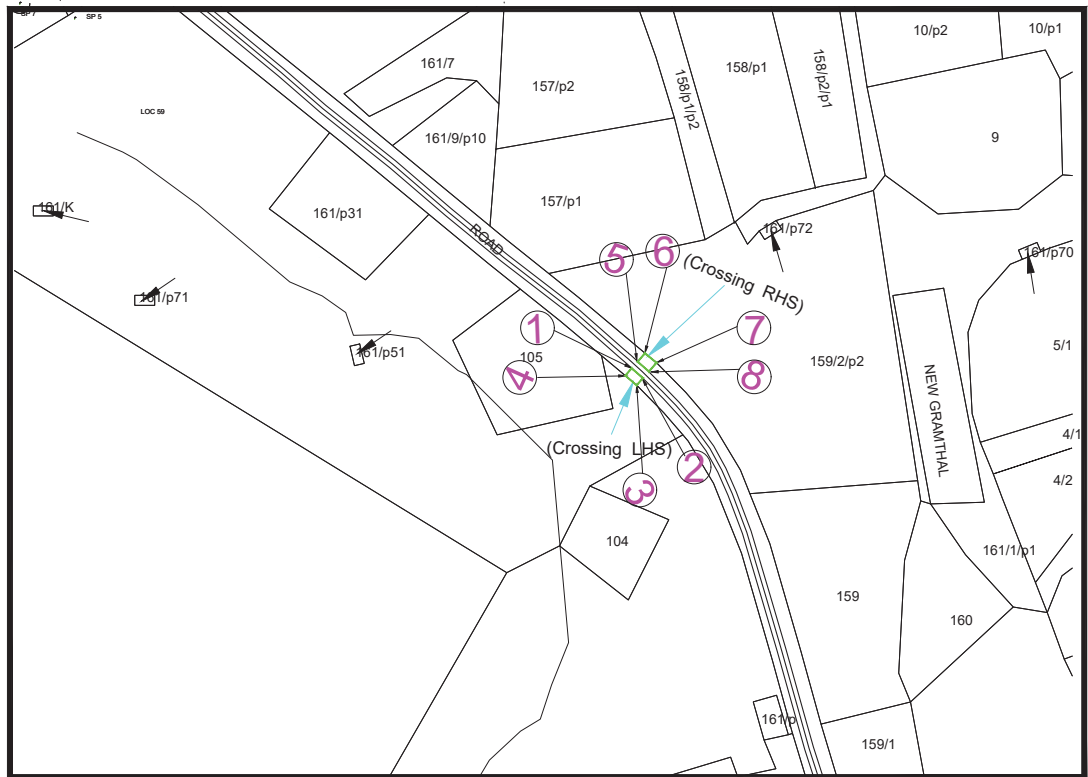 SP 5
10/p2
10/p1
161/7
158/p1
158/p2/p1
157/p2
158/p1/p2
LOC 59
161/9/p10
9
157/p1
161/K
161/p31
161/p72
ROAD
161/p70
5
6
(Crossing RHS)
161/p71
1
7
161/p51
105
159/2/p2
5/1
4
8
NEW GRAMTHAL
(Crossing LHS)
4/1
2
3
4/2
104
161/1/p1
159
160
161/p
159/1